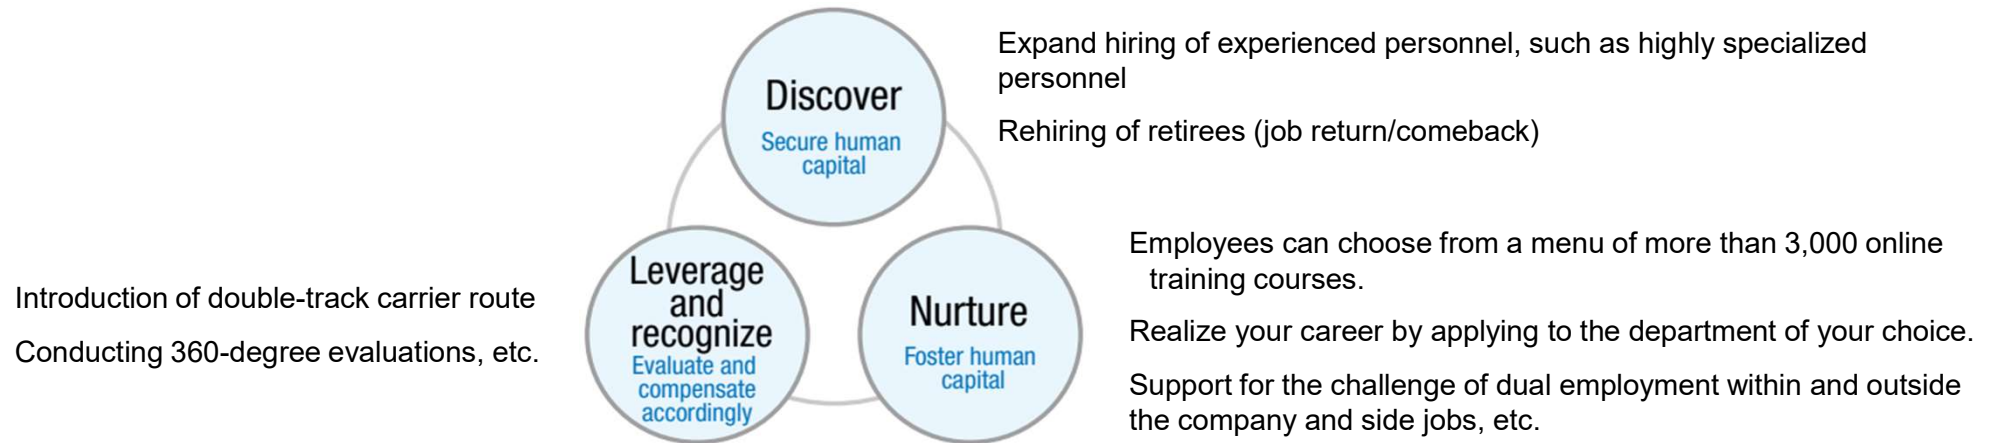 Discover
Secure human
capital
Expand hiring of experienced personnel, such as highly specialized
personnel
Rehiring of retirees (job return/comeback)
Leverage
and
recognize
Evaluate and
compensate
accordingly
Introduction of double-track carrier route
Conducting 360-degree evaluations, etc.
Nurture
Foster human
capital
Employees can choose from a menu of more than 3,000 online
training courses.
Realize your career by applying to the department of your choice.
Support for the challenge of dual employment within and outside
the company and side jobs, etc.